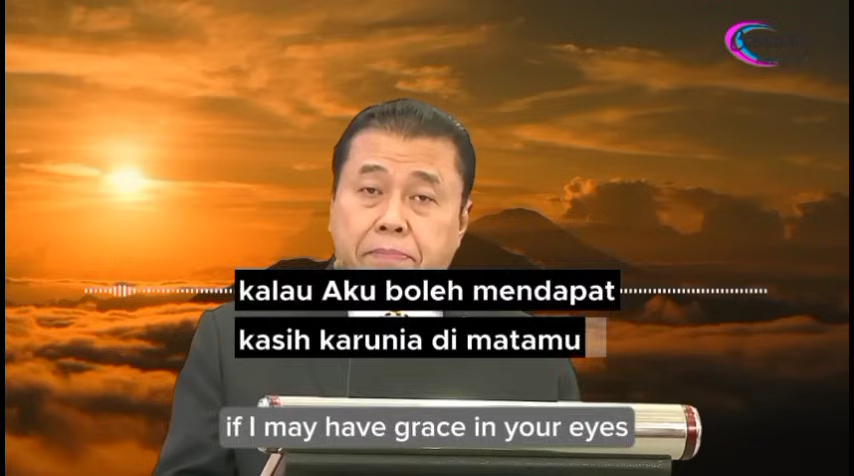 kalau Aku boleh mendapat
kasih karunia di matamu
if I may have grace in your eyes